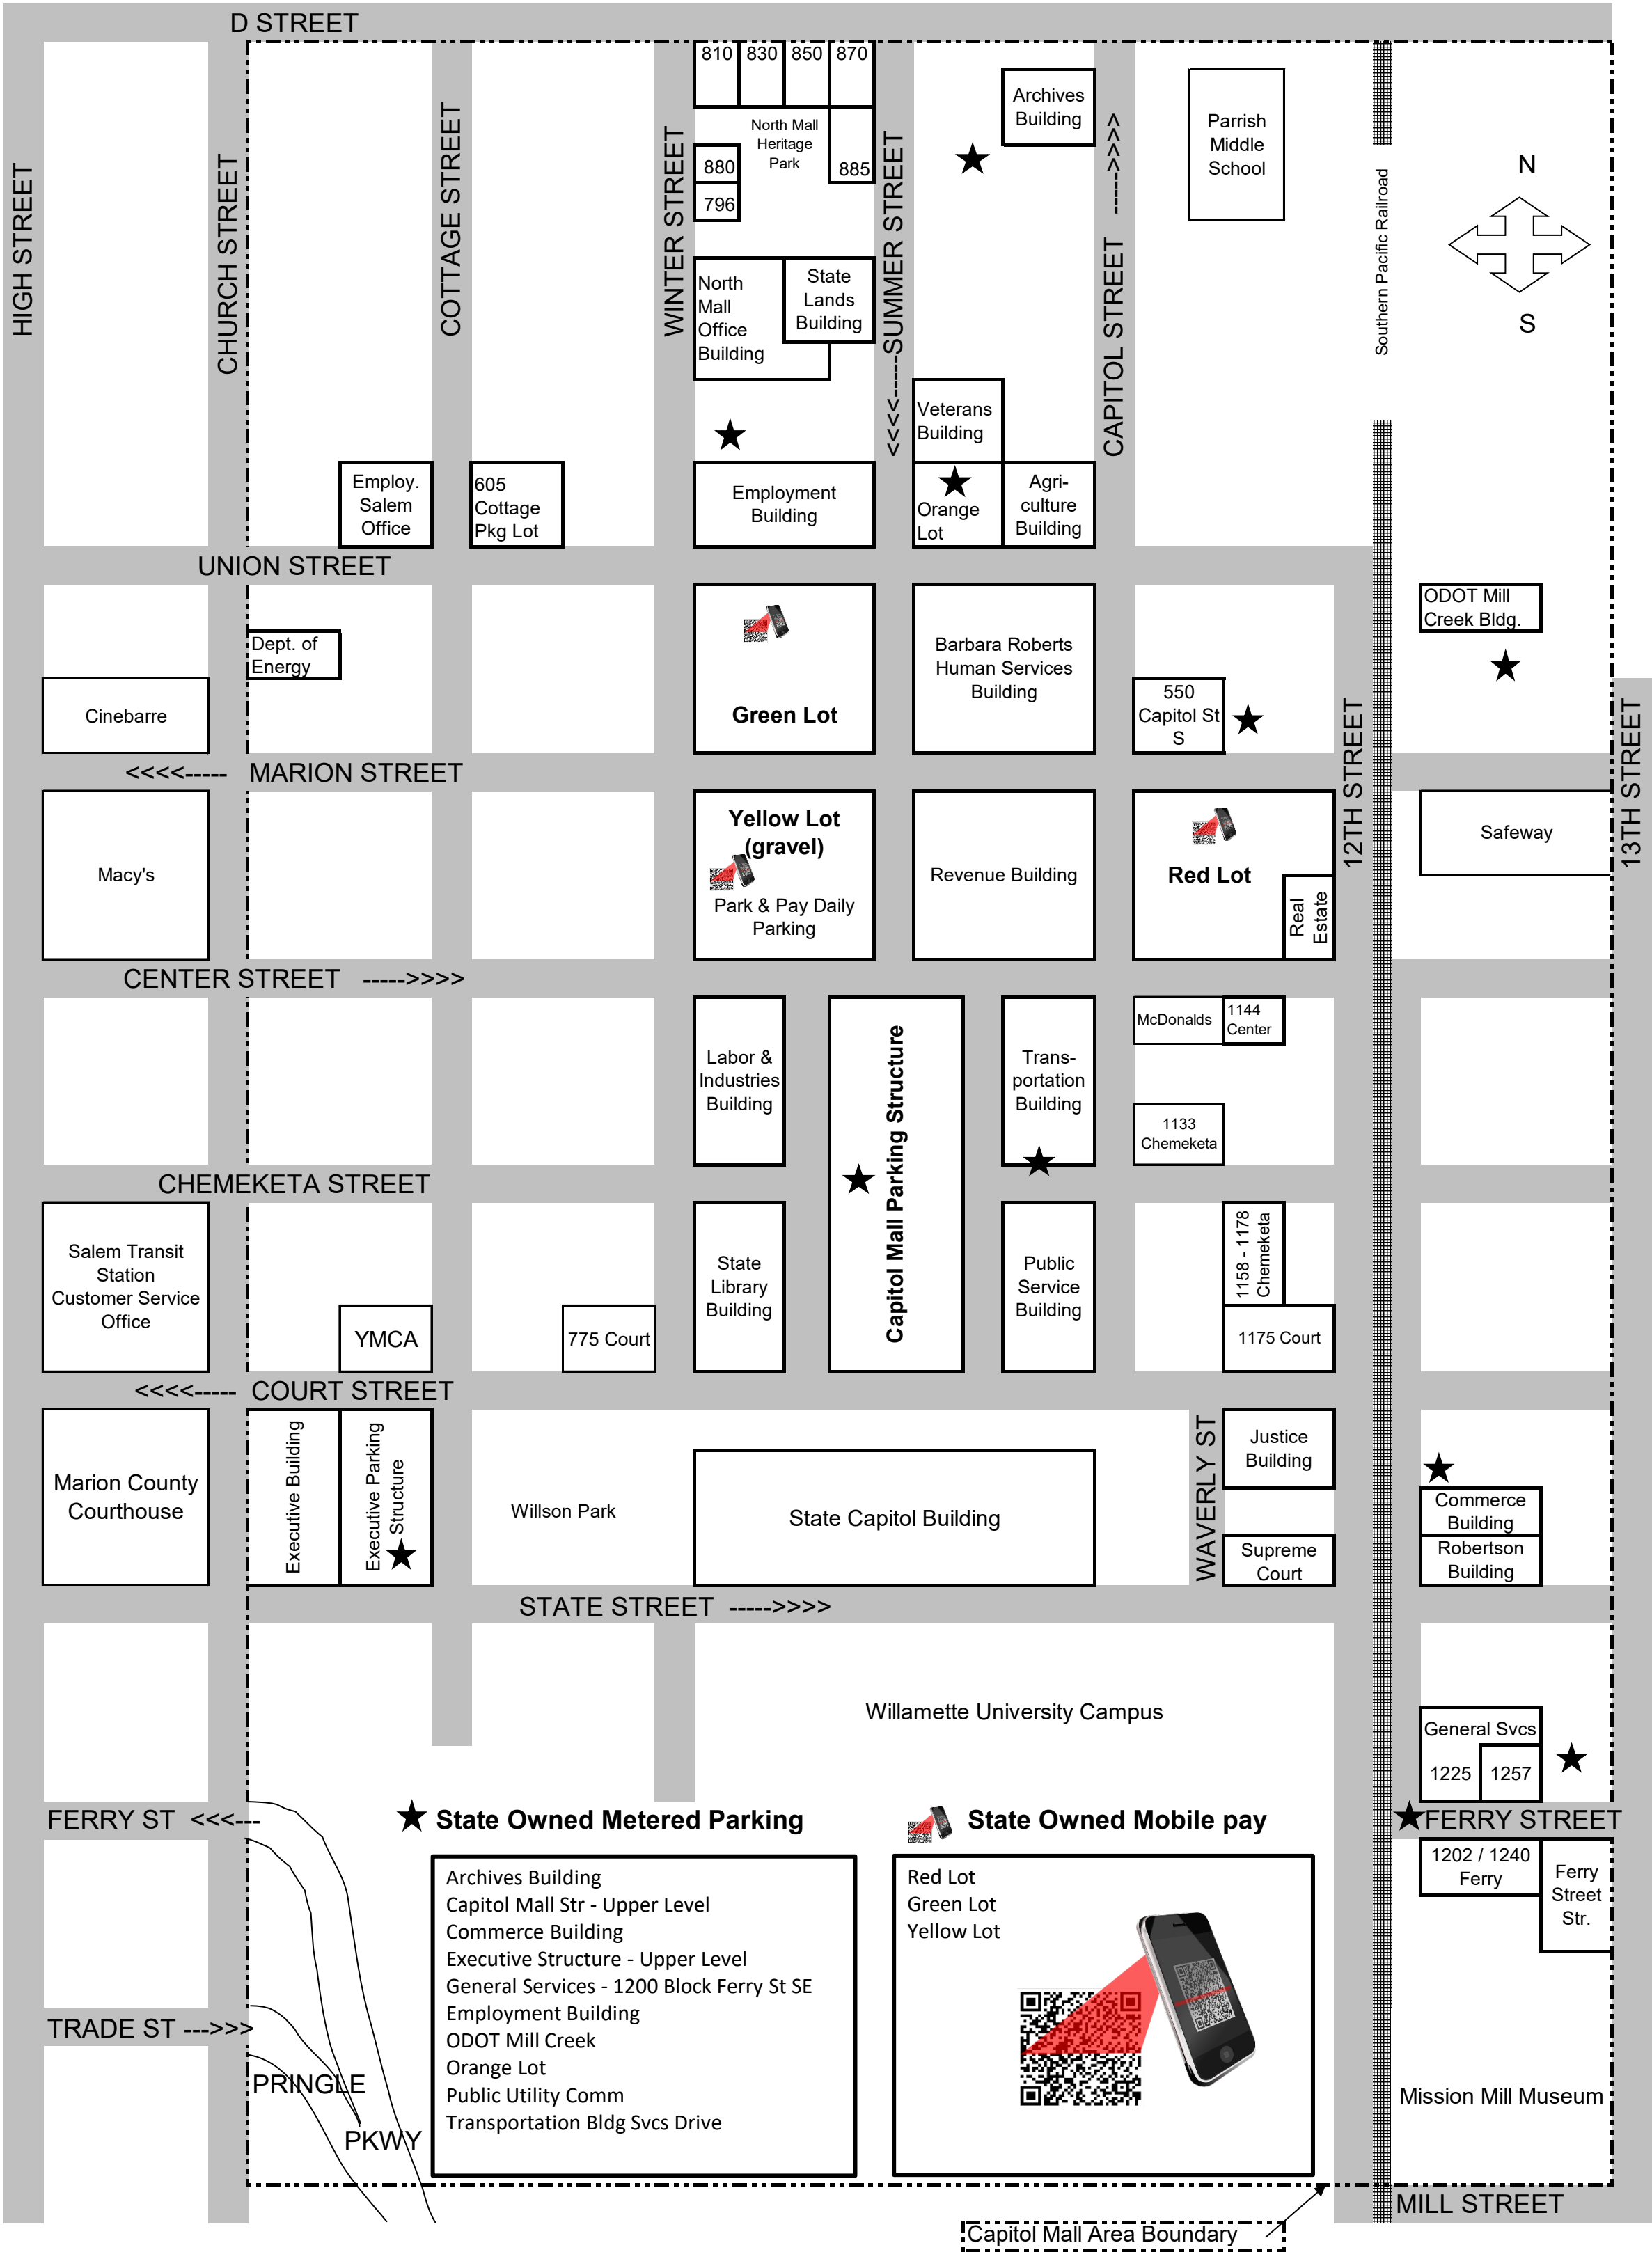 D STREET
HIGH STREET
CHURCH STREET
COTTAGE STREET
WINTER STREET
<<<<-----SUMMER STREET
CAPITOL STREET ----->>>>
810
830
850
870
North Mall
Heritage
Park
880
885
796
Archives
Building
Parrish
Middle
School
Southern Pacific Railroad
N
S
North
Mall
Office
Building
State
Lands
Building
Veterans
Building
Employ.
Salem
Office
605
Cottage
Pkg Lot
Employment
Building
Orange
Lot
Agri-
culture
Building
UNION STREET
Dept. of
Energy
Cinebarre
Green Lot
Barbara Roberts
Human Services
Building
550
Capitol St
S
ODOT Mill
Creek Bldg.
12TH STREET
13TH STREET
<<<<----- MARION STREET
Macy's
Yellow Lot
(gravel)
Park & Pay Daily
Parking
Revenue Building
Red Lot
Real
Estate
Safeway
CENTER STREET ----->>>>
Labor &
Industries
Building
Capitol Mall Parking Structure
Trans-
portation
Building
McDonalds
1144
Center
1133
Chemeketa
CHEMEKETA STREET
Salem Transit
Station
Customer Service
Office
YMCA
775 Court
State
Library
Building
Public
Service
Building
1158 - 1178
Chemeketa
1175 Court
<<<<----- COURT STREET
Marion County
Courthouse
Executive Building
Executive Parking
Structure
Willson Park
State Capitol Building
WAVERLY ST
Justice
Building
Supreme
Court
Commerce
Building
Robertson
Building
STATE STREET ----->>>>
Willamette University Campus
General Svcs
1225
1257
FERRY ST <<<----
State Owned Metered Parking
State Owned Mobile pay
FERRY STREET
1202 / 1240
Ferry
Ferry
Street
Str.
Archives Building
Capitol Mall Str - Upper Level
Commerce Building
Executive Structure - Upper Level
General Services - 1200 Block Ferry St SE
Employment Building
ODOT Mill Creek
Orange Lot
Public Utility Comm
Transportation Bldg Svcs Drive
Red Lot
Green Lot
Yellow Lot
TRADE ST --->>>
PRINGLE
PKWY
Mission Mill Museum
MILL STREET
Capitol Mall Area Boundary